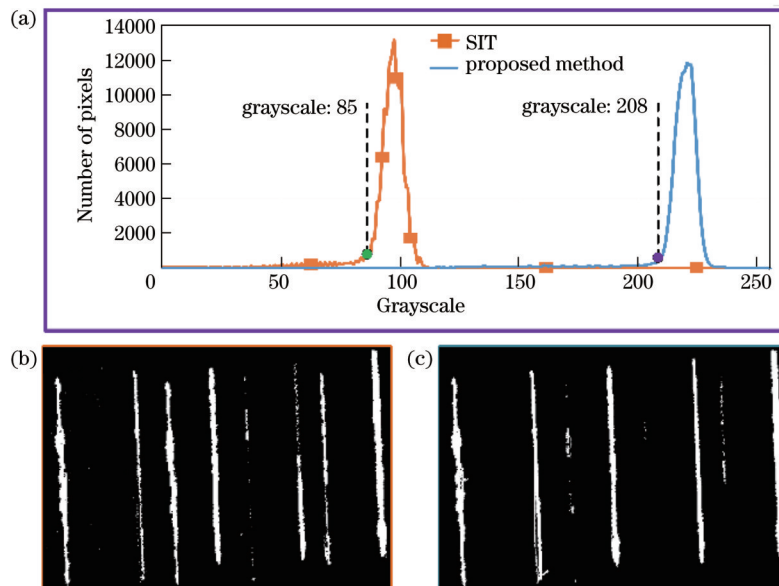 (a)
14000
12000
10000
8000
6000
4000
2000
Number of pixels
SIT
proposed method
grayscale: 85
grayscale: 208
0
50
100
150
200
250
Grayscale
(b)
(c)